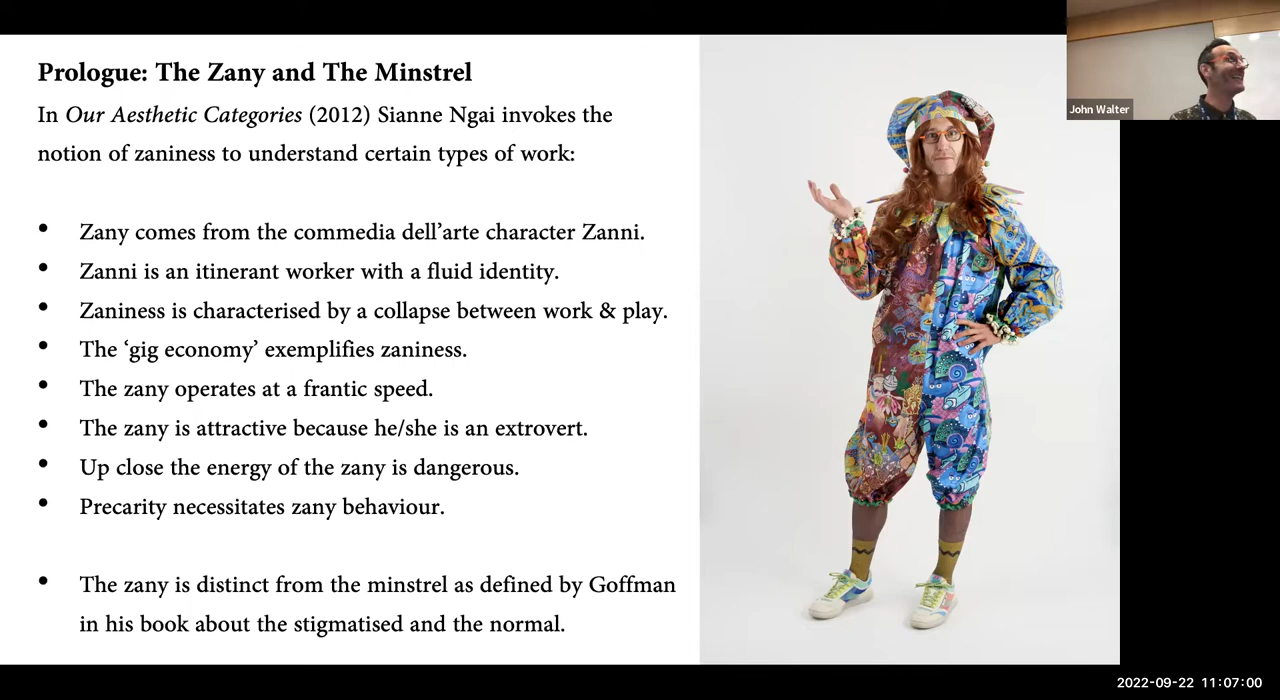 Prologue: The Zany and The Minstrel
In Our Aesthetic Categories (2012) Sianne Ngai invokes the
notion of zaniness to understand certain types of work:
• Zany comes from the commedia dell’arte character Zanni.
• Zanni is an itinerant worker with a fluid identity.
• Zaniness is characterised by a collapse between work & play.
• The ‘gig economy’ exemplifies zaniness.
• The zany operates at a frantic speed.
• The zany is attractive because he/she is an extrovert.
• Up close the energy of the zany is dangerous.
• Precarity necessitates zany behaviour.
• The zany is distinct from the minstrel as defined by Goffman
in his book about the stigmatised and the normal.
John Walter
2022-09-22 11:07:00